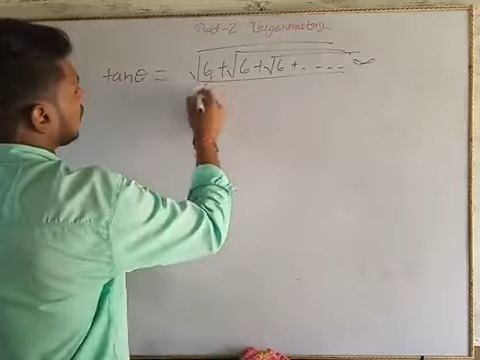 Part-2 Trigonometry
tanθ = √6+√6+√6+..... ∞